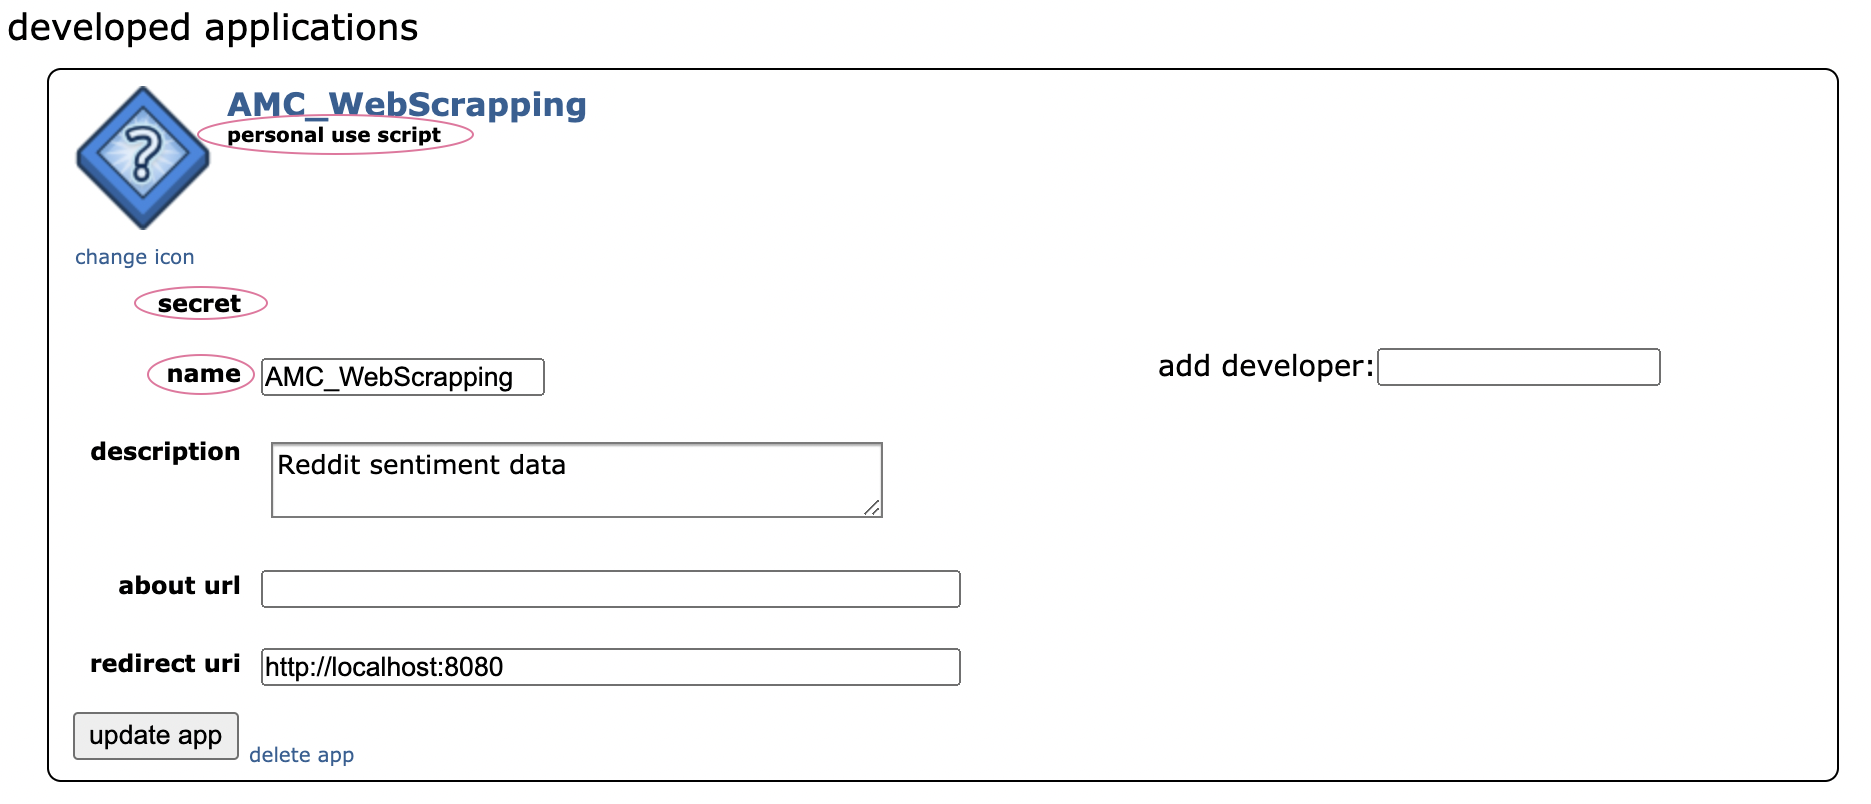 developed applications
AMC_WebScrapping
personal use script
?
change icon
secret
name AMC_WebScrapping
add developer:
description Reddit sentiment data
about url
redirect uri http://localhost:8080
update app delete app